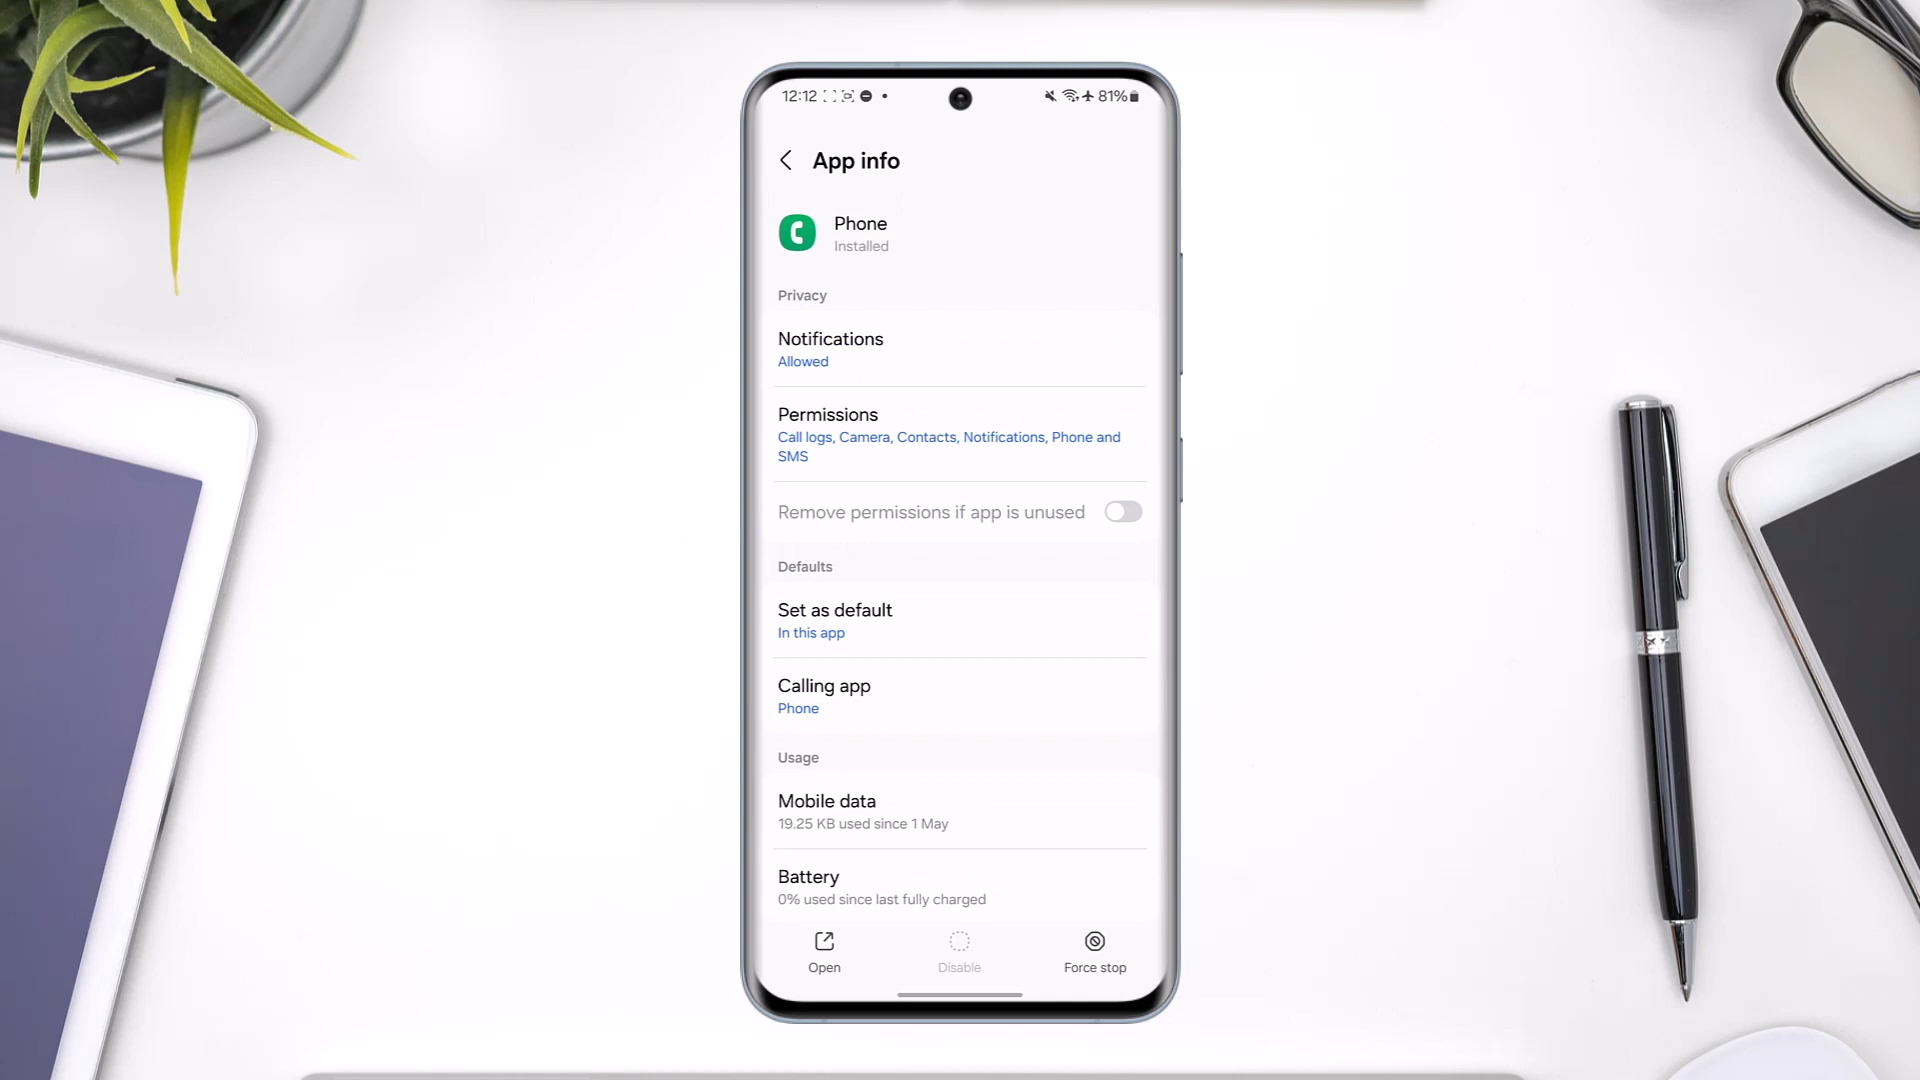 12:12
81%
App info
Phone
Installed
Privacy
Notifications
Allowed
Permissions
Call logs, Camera, Contacts, Notifications, Phone and
SMS
Remove permissions if app is unused
Defaults
Set as default
In this app
Calling app
Phone
Usage
Mobile data
19.25 KB used since 1 May
Battery
0% used since last fully charged
Open
Disable
Force stop